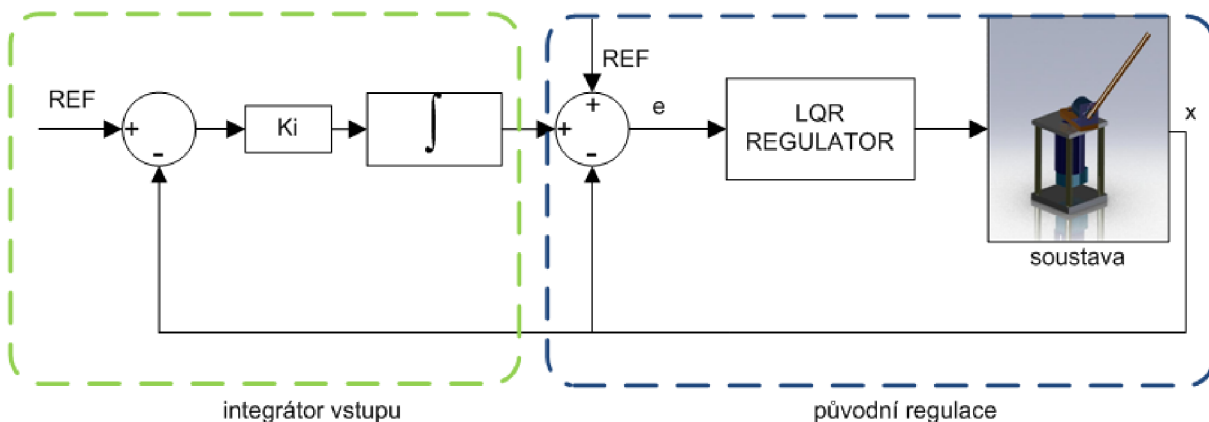 REF
+
-
Ki
∫
REF
+
+
-
e
LQR
REGULATOR
x
soustava
integrátor vstupu
původní regulace